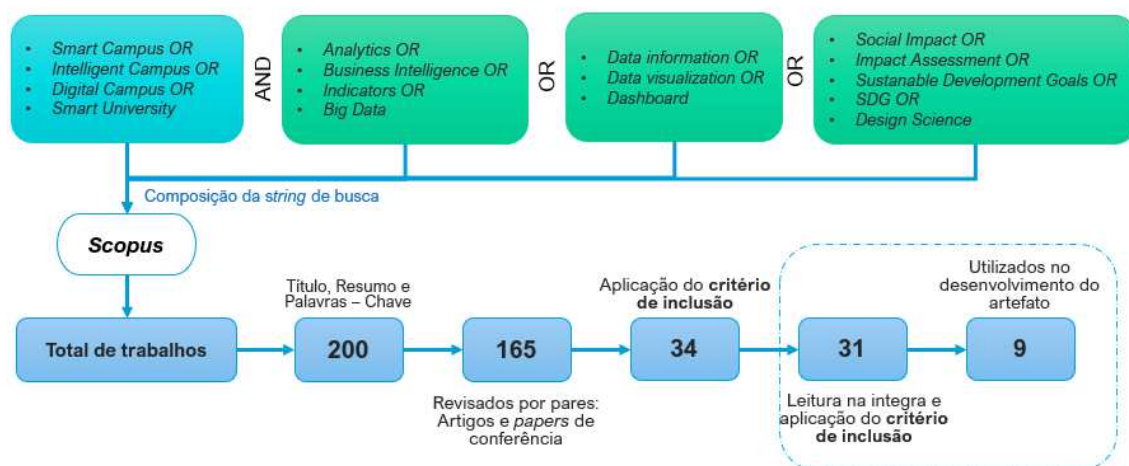 • Smart Campus OR
• Intelligent Campus OR
• Digital Campus OR
• Smart University
AND
• Analytics OR
• Business Intelligence OR
• Indicators OR
• Big Data
OR
• Data information OR
• Data visualization OR
• Dashboard
OR
• Social Impact OR
• Impact Assessment OR
• Sustanable Development Goals OR
• SDG OR
• Design Science
Composição da string de busca
Scopus
Total de trabalhos
Título, Resumo e
Palavras – Chave
200
165
Revisados por pares:
Artigos e papers de
conferência
Aplicação do critério
de inclusão
34
31
Leitura na integra e
aplicação do critério
de inclusão
Utilizados no
desenvolvimento do
artefato
9